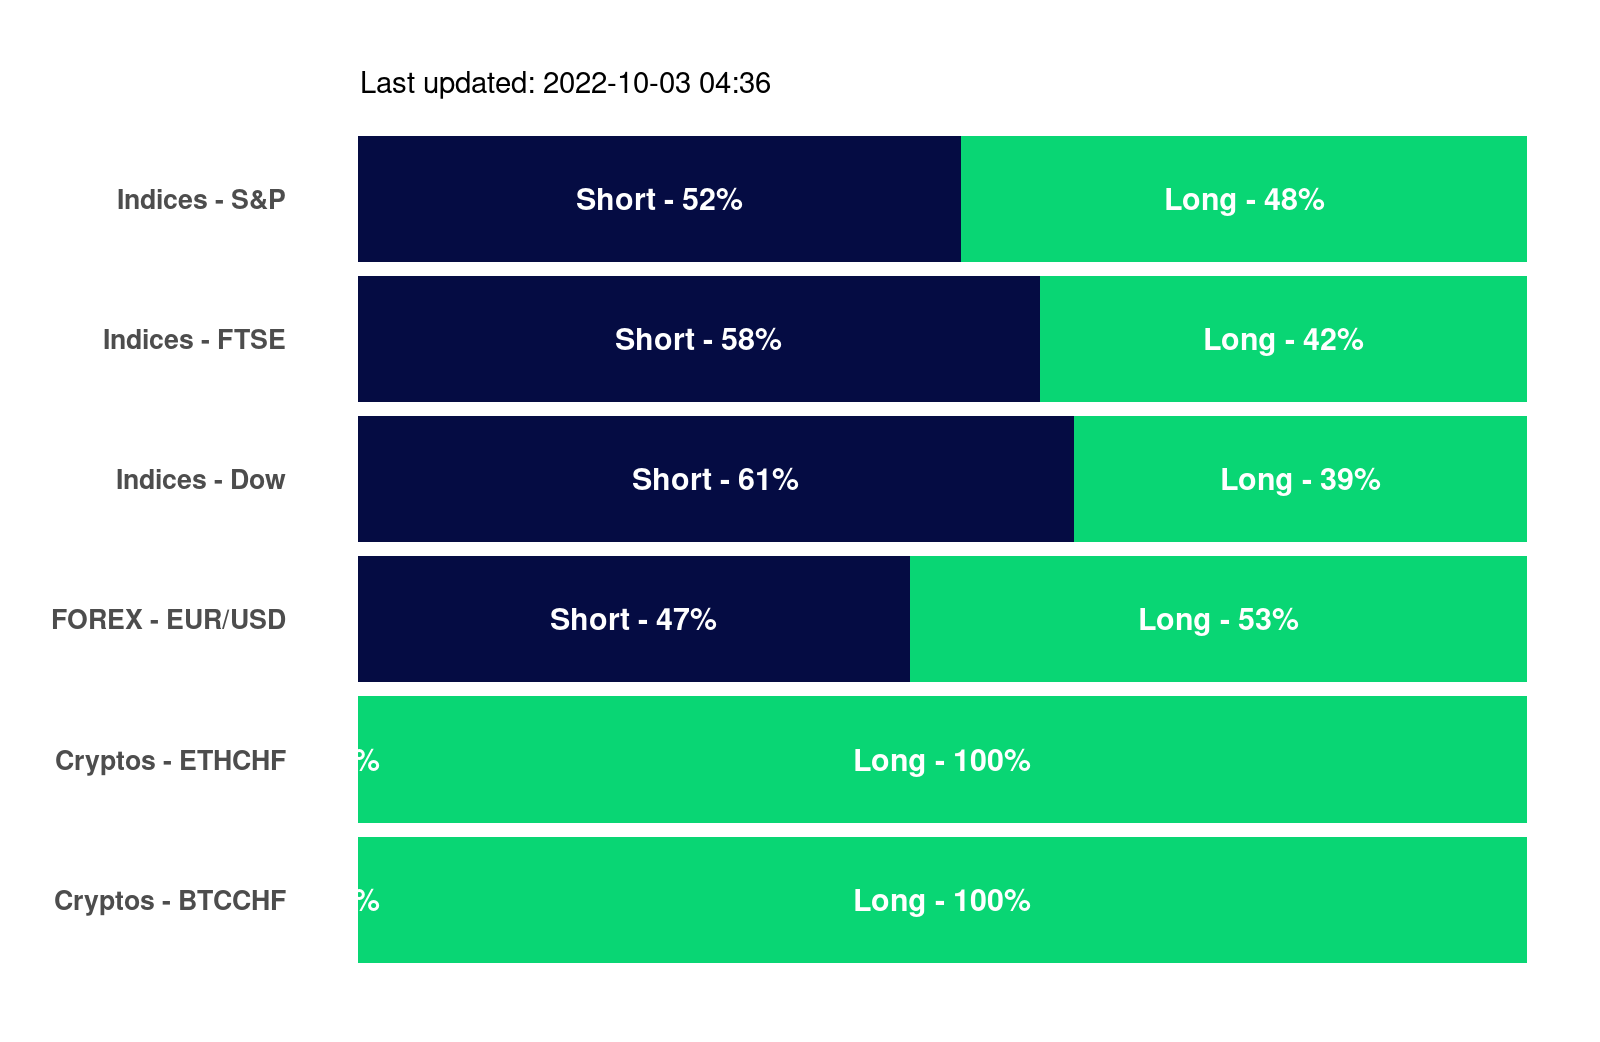 Last updated: 2022-10-03 04:36
Indices - S&P Short - 52% Long - 48%
Indices - FTSE Short - 58% Long - 42%
Indices - Dow Short - 61% Long - 39%
FOREX - EUR/USD Short - 47% Long - 53%
Cryptos - ETHCHF % Long - 100%
Cryptos - BTCCHF % Long - 100%